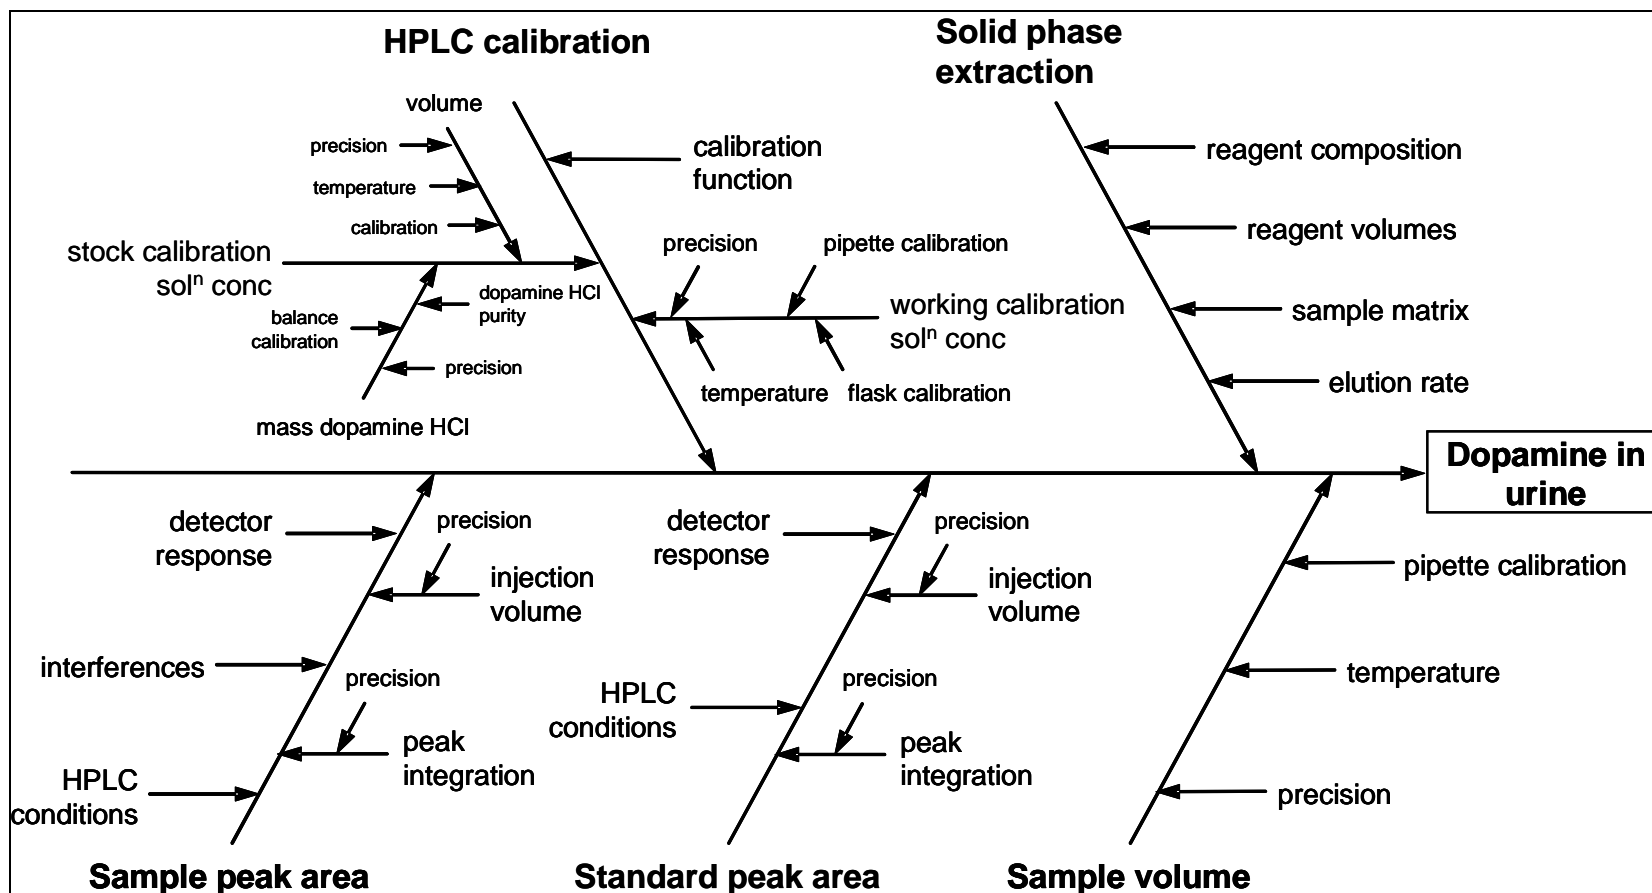 HPLC calibration
Solid phase
extraction
volume
precision
temperature
calibration
calibration
function
reagent composition
reagent volumes
sample matrix
elution rate
stock calibration
solⁿ conc
precision
pipette calibration
working calibration
solⁿ conc
dopamine HCl
purity
balance
calibration
precision
temperature
flask calibration
mass dopamine HCl
Dopamine in
urine
detector
response
precision
injection
volume
interferences
precision
peak
integration
HPLC
conditions
Sample peak area
detector
response
precision
injection
volume
HPLC
conditions
precision
peak
integration
Standard peak area
pipette calibration
temperature
precision
Sample volume